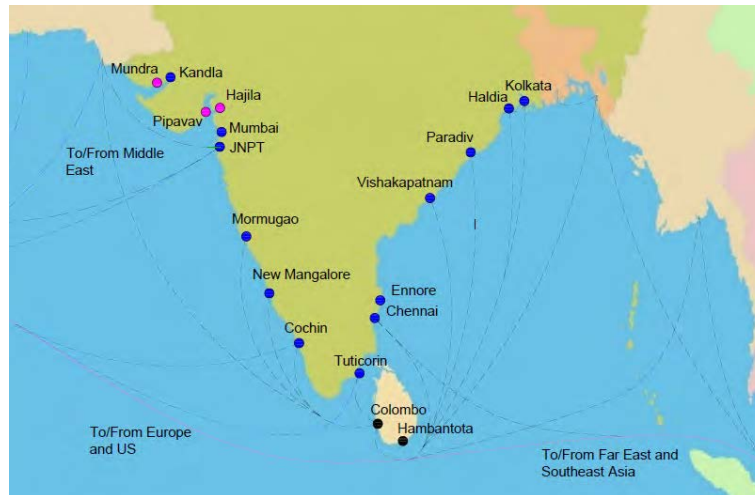 Mundra
Kandla
Hajila
Pipavav
Mumbai
JNPT
To/From Middle
East
Kolkata
Haldia
Paradiv
Vishakapatnam
Mormugao
New Mangalore
Ennore
Chennai
Cochin
Tuticorin
Colombo
Hambantota
To/From Europe
and US
To/From Far East and
Southeast Asia